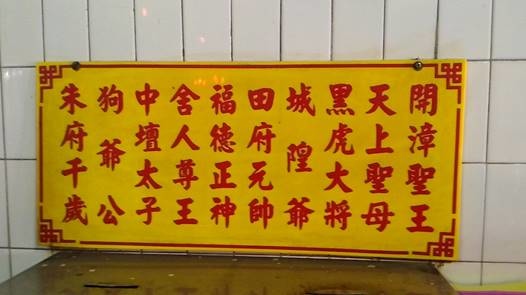 開漳聖王
天上聖母
黑虎大將
城隍爺
田府元帥
福德正神
舍人尊王
中壇太子
狗爺公
朱府千歲